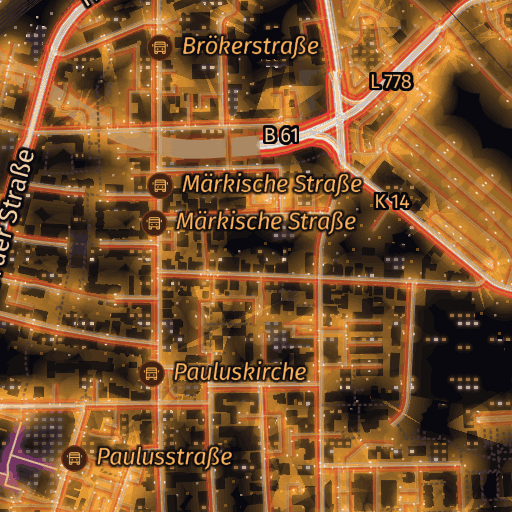 Brökerstraße
L 778
B 61
Märkische Straße
K 14
Märkische Straße
Pauluskirche
Paulusstraße